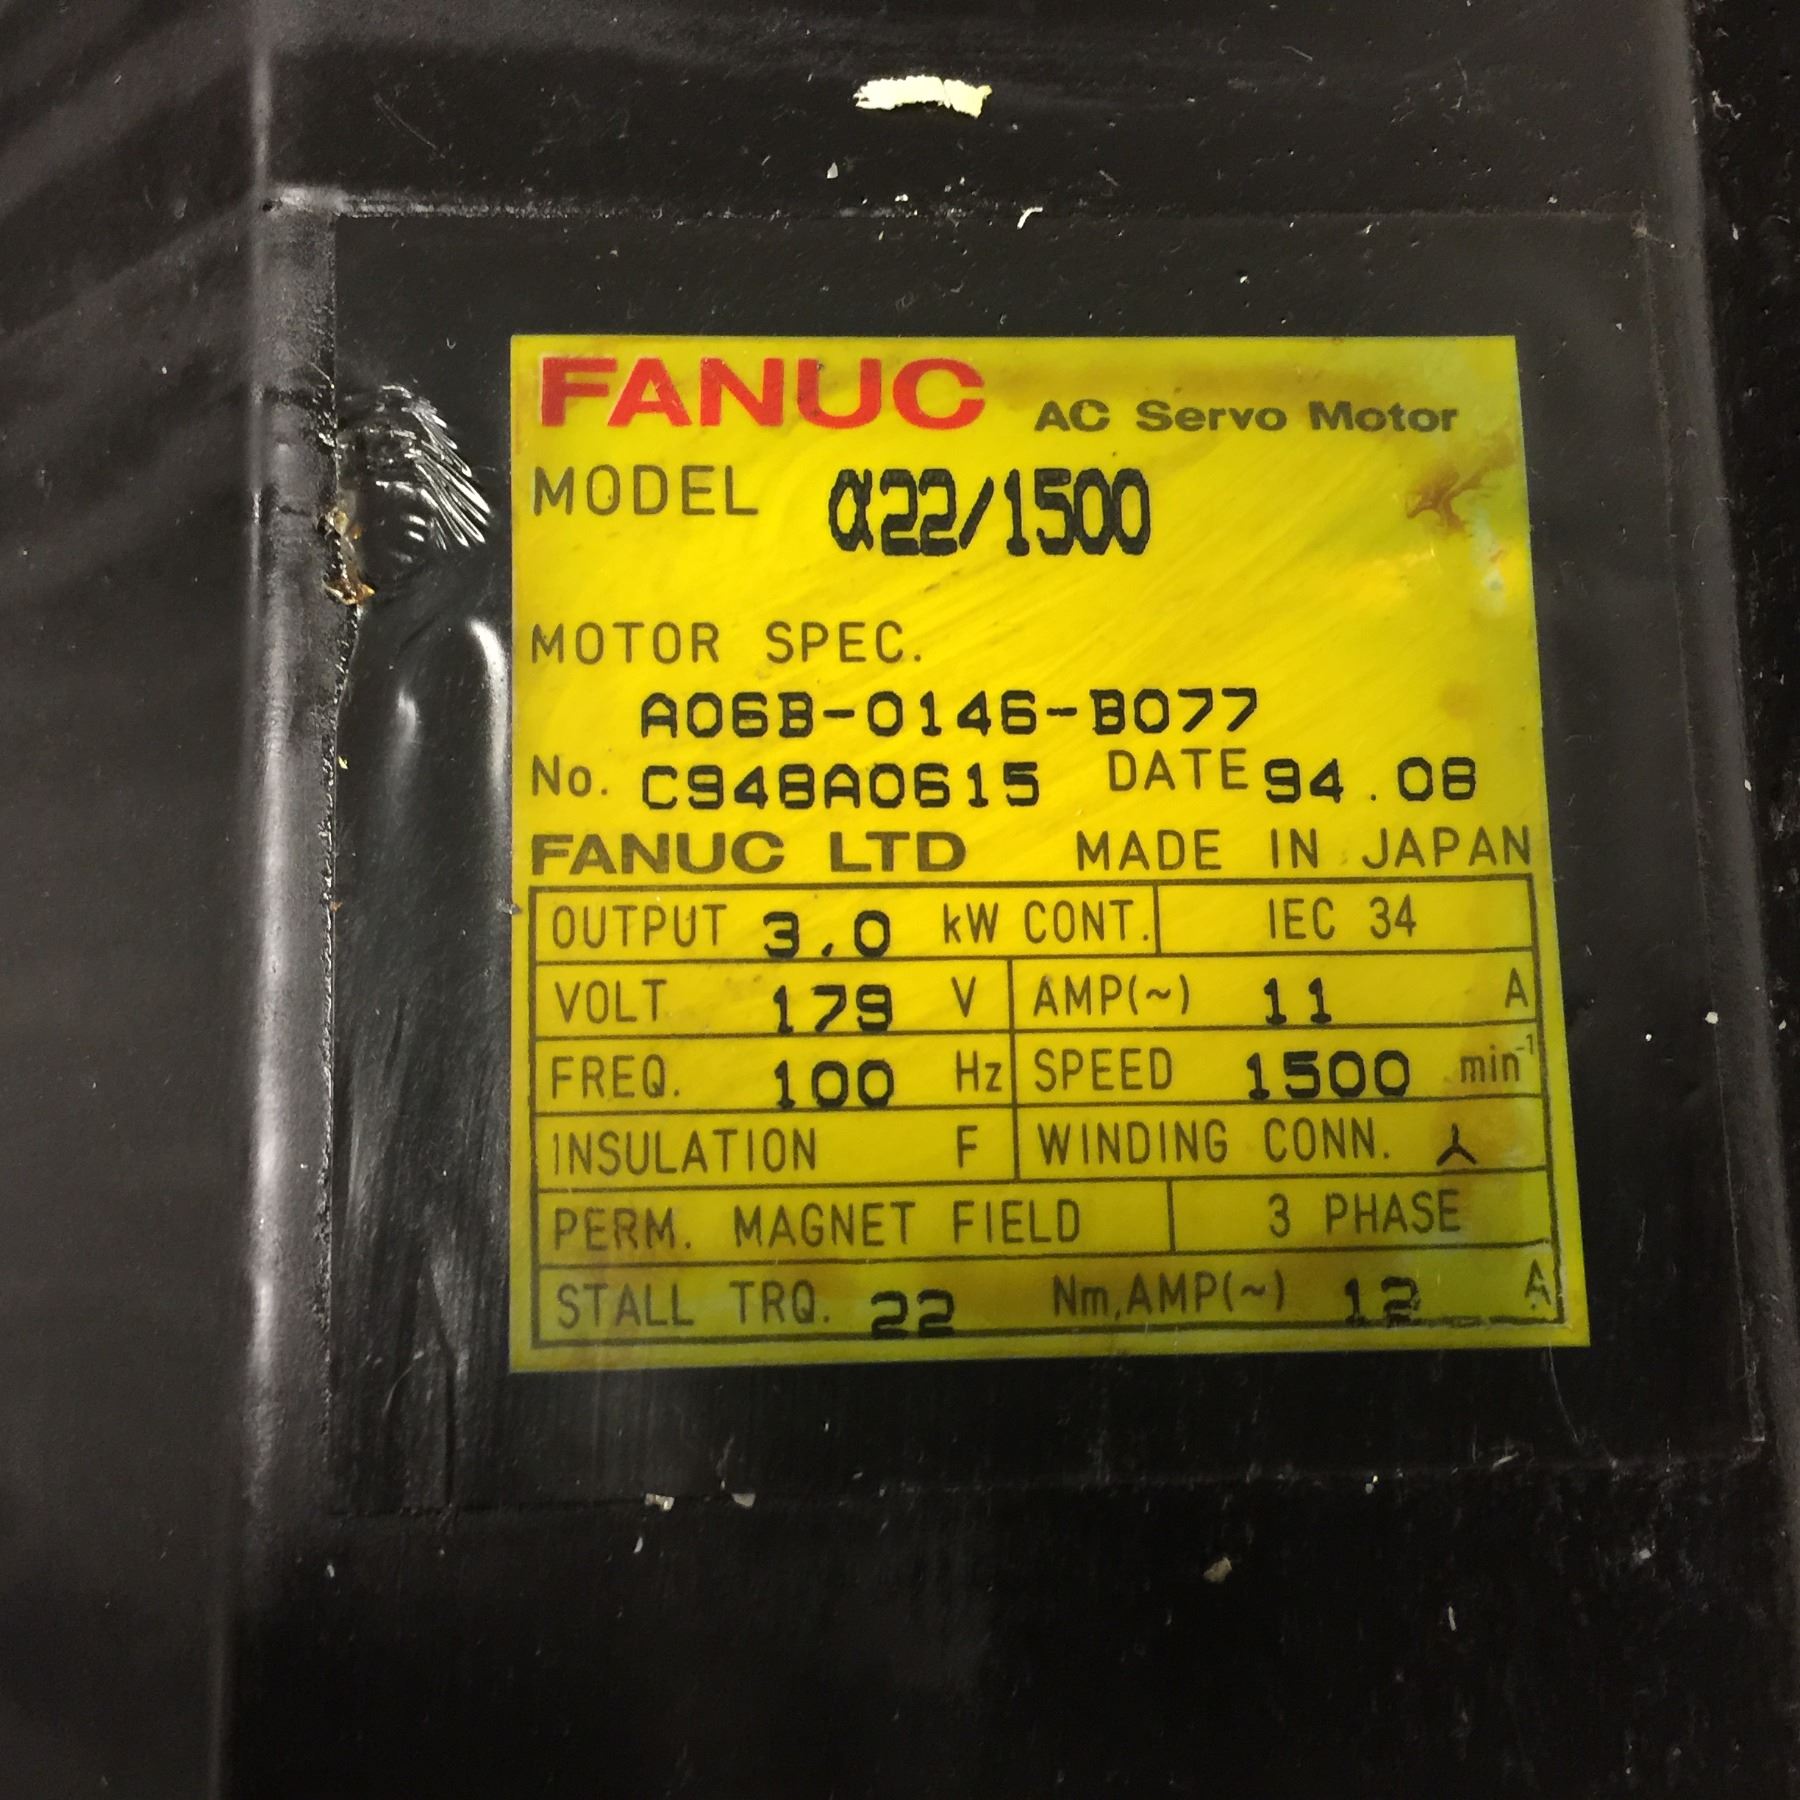 FANUC AC Servo Motor
MODEL α22/1500
MOTOR SPEC.
A06B-0146-B077
No. C948A0615 DATE 94.08
FANUC LTD MADE IN JAPAN
OUTPUT 3.0 kW CONT. IEC 34
VOLT 179 V AMP(~) 11 A
FREQ. 100 Hz SPEED 1500 min⁻¹
INSULATION F WINDING CONN.
PERM. MAGNET FIELD 3 PHASE
STALL TRQ. 22 Nm,AMP(~) 12 A